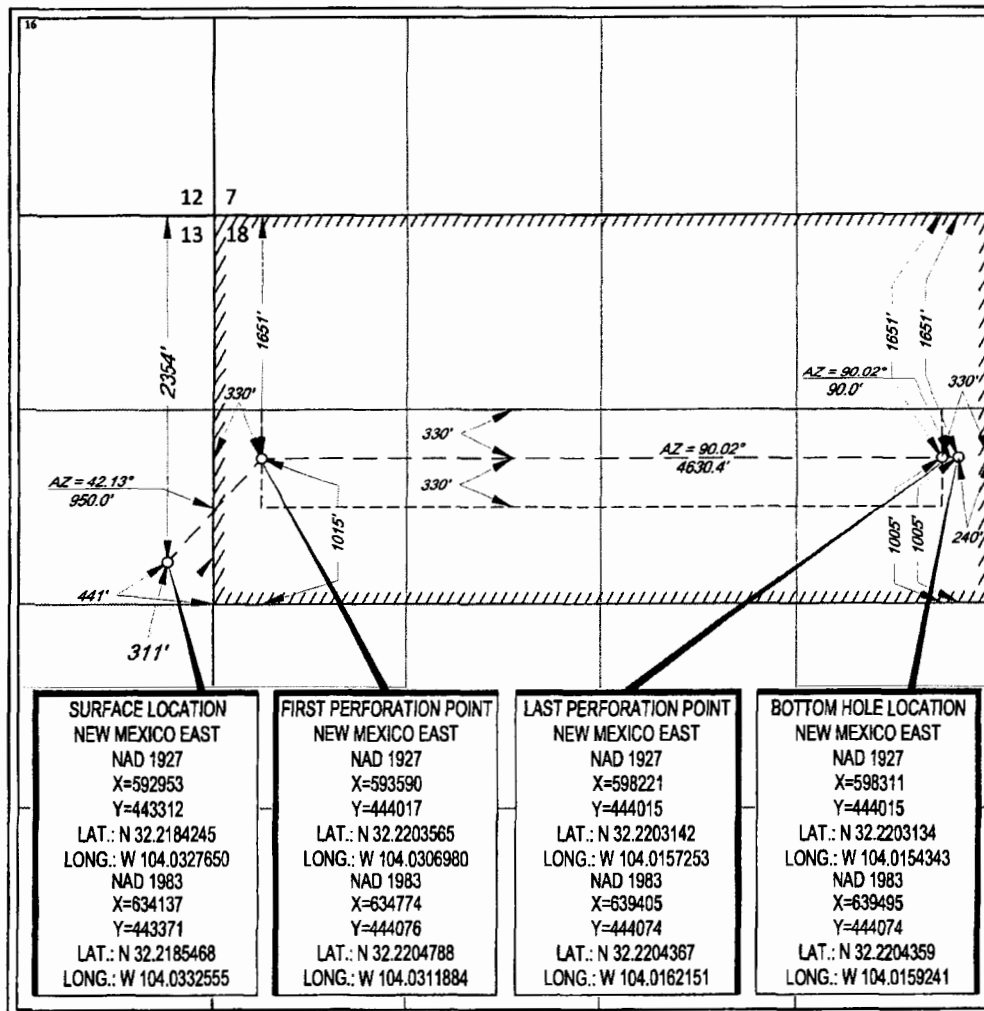 16
12 7
13 18
2354'
1651'
1651'
1651'
330'
AZ = 90.02°
90.0'
330'
330'
AZ = 90.02°
4630.4'
330'
AZ = 42.13°
950.0'
1015'
1005'
1005'
240'
441'
311'
SURFACE LOCATION
NEW MEXICO EAST
NAD 1927
X=592953
Y=443312
LAT.: N 32.2184245
LONG.: W 104.0327650
NAD 1983
X=634137
Y=443371
LAT.: N 32.2185468
LONG.: W 104.0332555
FIRST PERFORATION POINT
NEW MEXICO EAST
NAD 1927
X=593590
Y=444017
LAT.: N 32.2203565
LONG.: W 104.0306980
NAD 1983
X=634774
Y=444076
LAT.: N 32.2204788
LONG.: W 104.0311884
LAST PERFORATION POINT
NEW MEXICO EAST
NAD 1927
X=598221
Y=444015
LAT.: N 32.2203142
LONG.: W 104.0157253
NAD 1983
X=639405
Y=444074
LAT.: N 32.2204367
LONG.: W 104.0162151
BOTTOM HOLE LOCATION
NEW MEXICO EAST
NAD 1927
X=598311
Y=444015
LAT.: N 32.2203134
LONG.: W 104.0154343
NAD 1983
X=639495
Y=444074
LAT.: N 32.2204359
LONG.: W 104.0159241